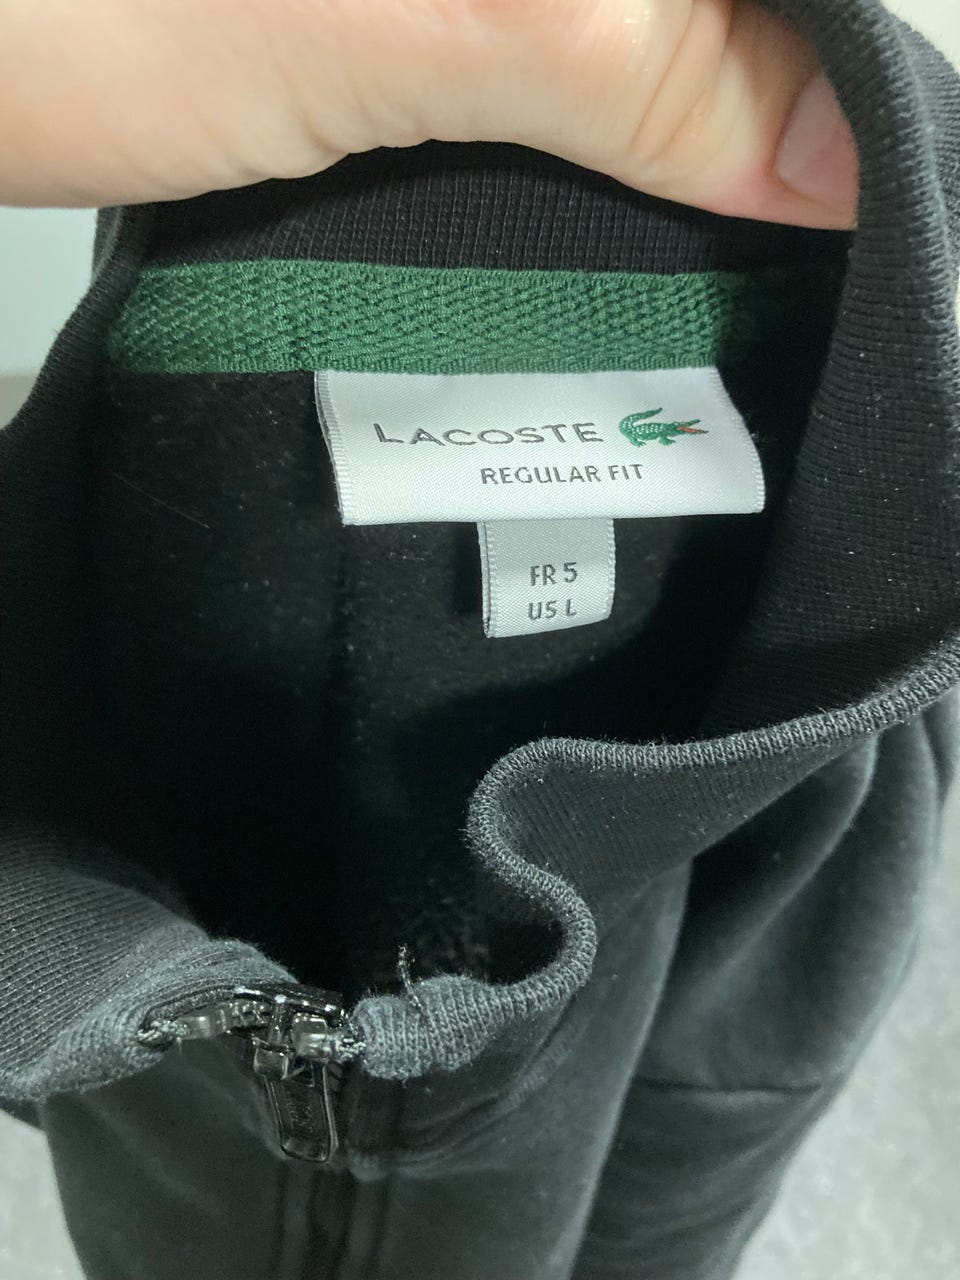 LACOSTE
REGULAR FIT
FR 5
US L